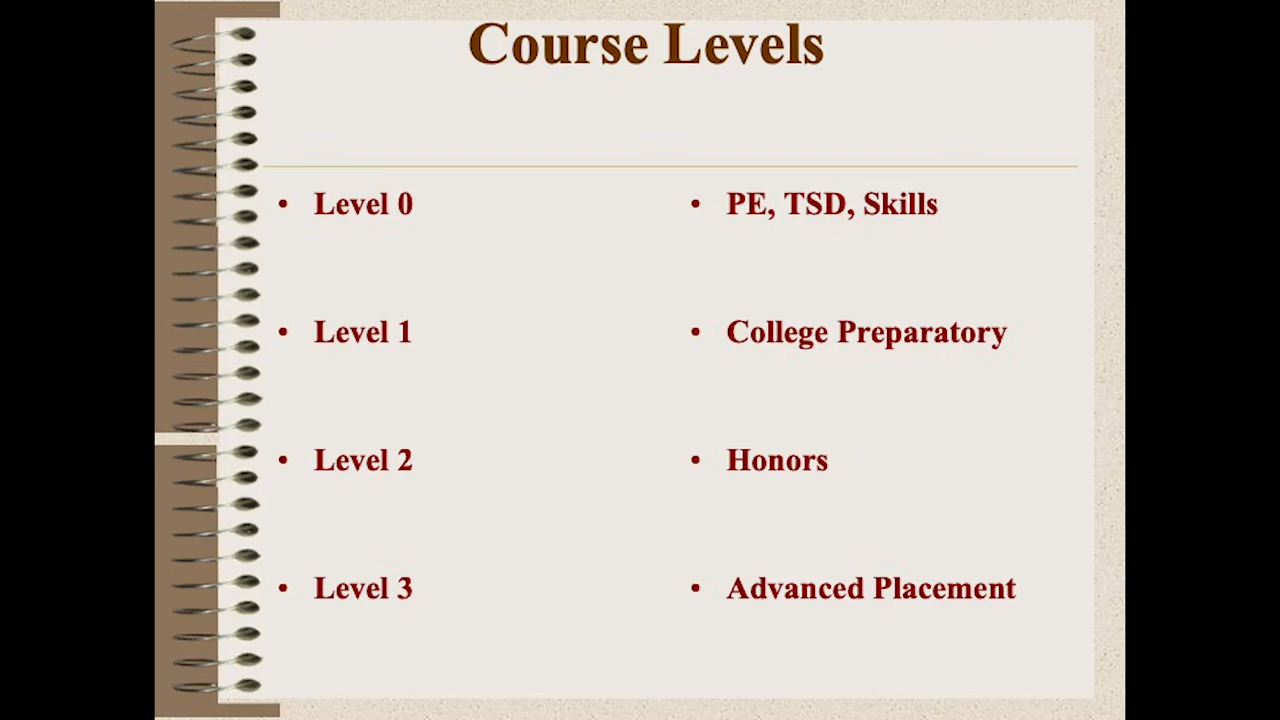 Course Levels
• Level 0
• PE, TSD, Skills
• Level 1
• College Preparatory
• Level 2
• Honors
• Level 3
• Advanced Placement